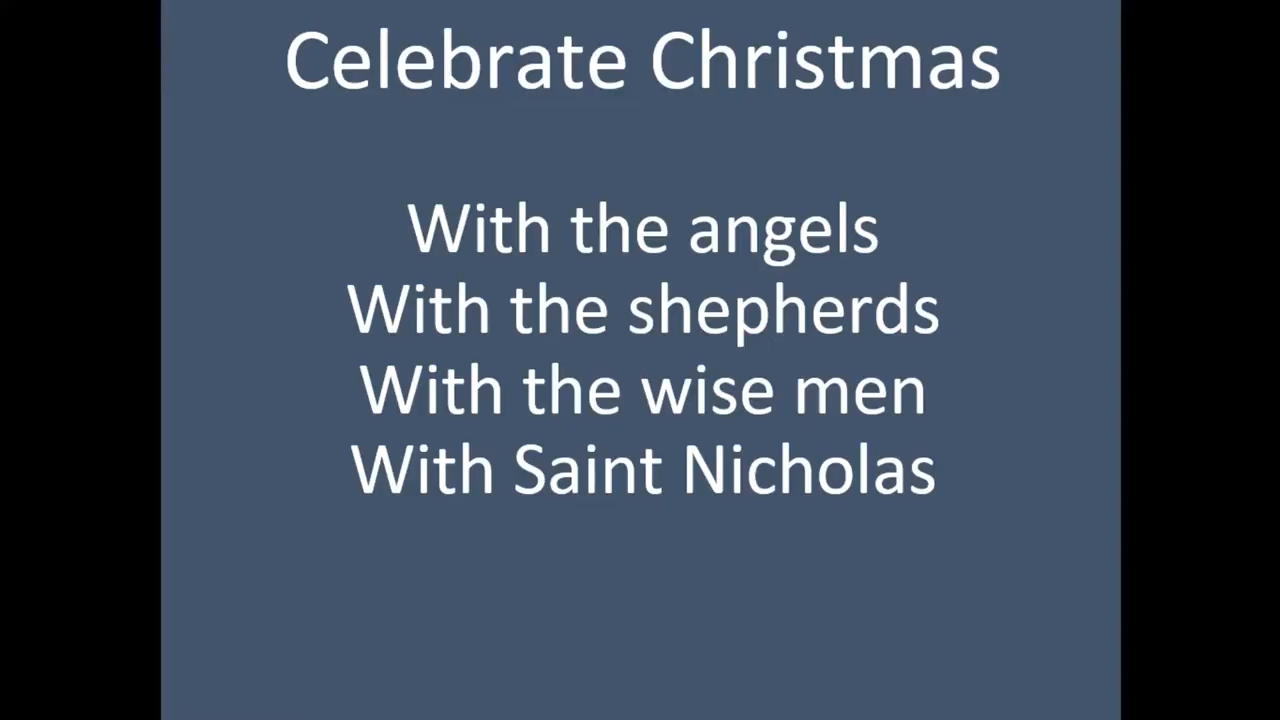 Celebrate Christmas
With the angels
With the shepherds
With the wise men
With Saint Nicholas